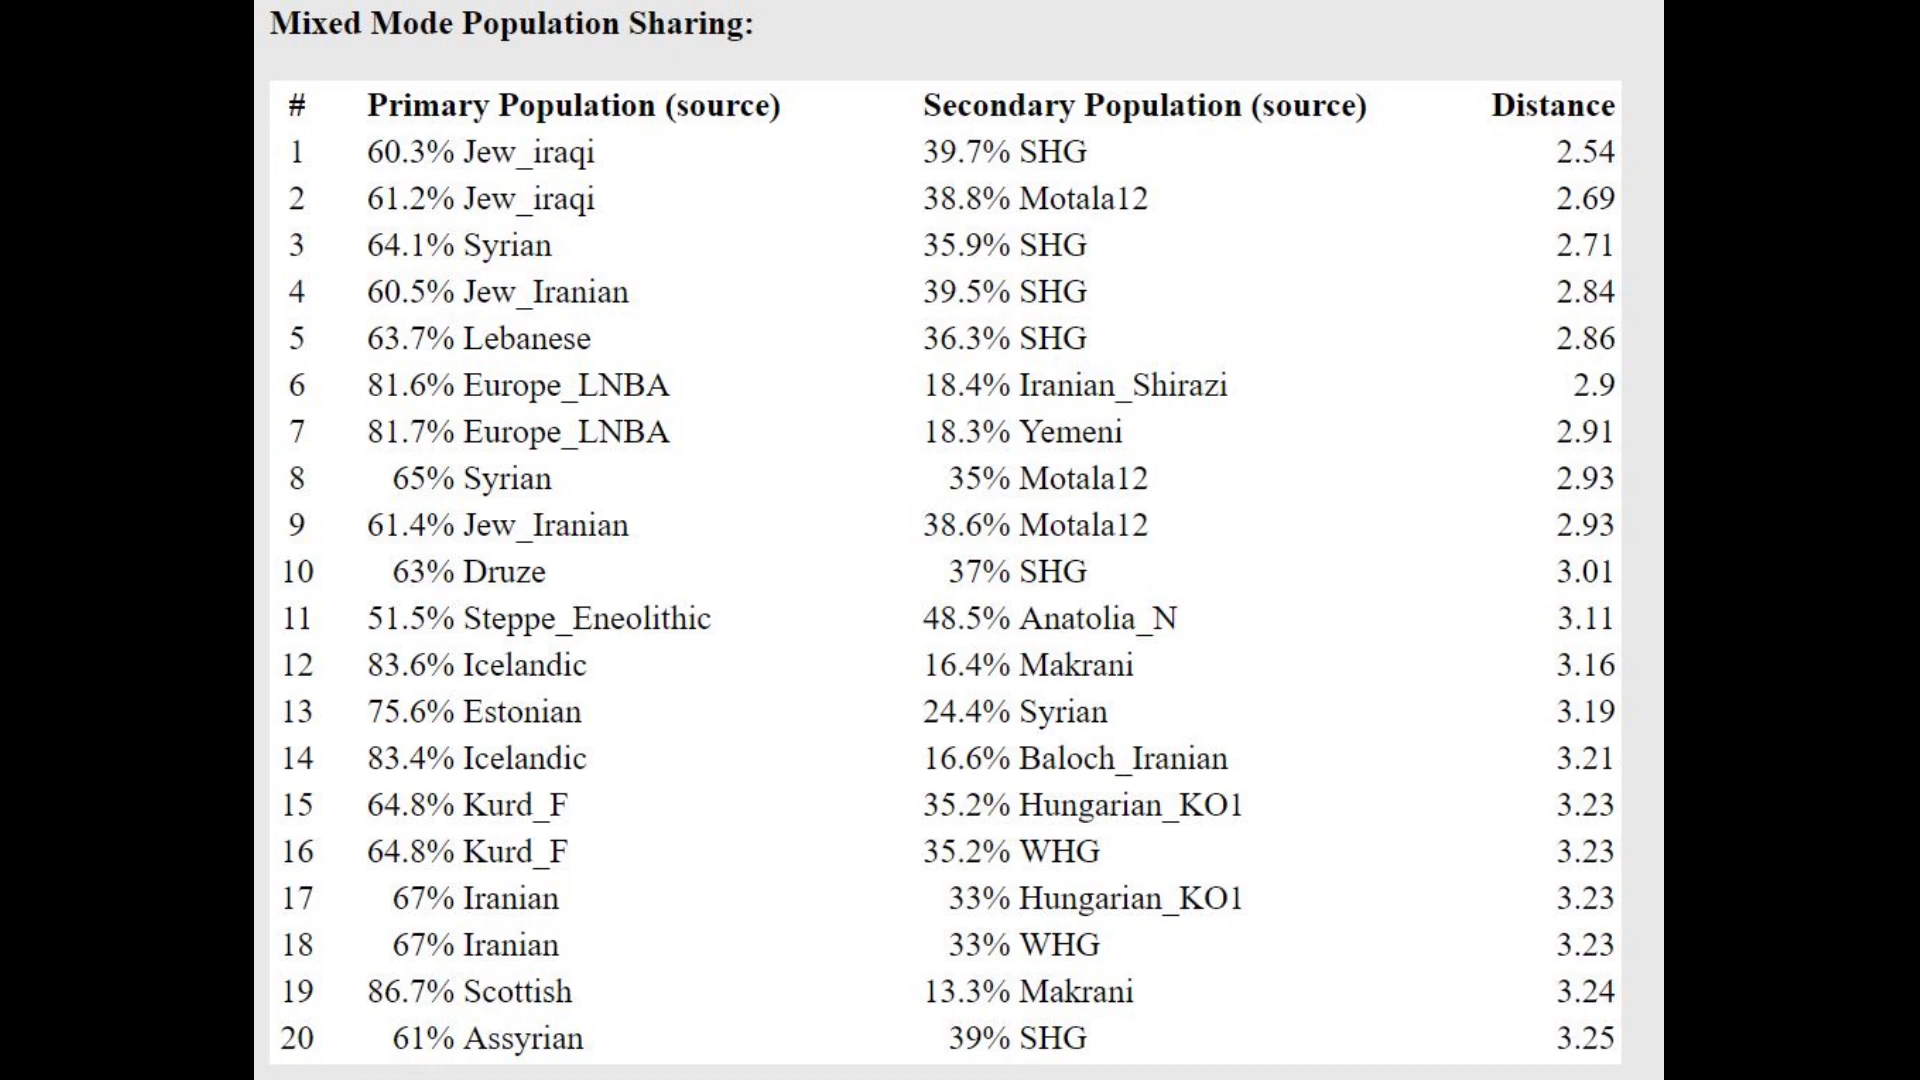 Mixed Mode Population Sharing:
# Primary Population (source) Secondary Population (source) Distance
1 60.3% Jew_iraqi 39.7% SHG 2.54
2 61.2% Jew_iraqi 38.8% Motala12 2.69
3 64.1% Syrian 35.9% SHG 2.71
4 60.5% Jew_Iranian 39.5% SHG 2.84
5 63.7% Lebanese 36.3% SHG 2.86
6 81.6% Europe_LNBA 18.4% Iranian_Shirazi 2.9
7 81.7% Europe_LNBA 18.3% Yemeni 2.91
8 65% Syrian 35% Motala12 2.93
9 61.4% Jew_Iranian 38.6% Motala12 2.93
10 63% Druze 37% SHG 3.01
11 51.5% Steppe_Eneolithic 48.5% Anatolia_N 3.11
12 83.6% Icelandic 16.4% Makrani 3.16
13 75.6% Estonian 24.4% Syrian 3.19
14 83.4% Icelandic 16.6% Baloch_Iranian 3.21
15 64.8% Kurd_F 35.2% Hungarian_KO1 3.23
16 64.8% Kurd_F 35.2% WHG 3.23
17 67% Iranian 33% Hungarian_KO1 3.23
18 67% Iranian 33% WHG 3.23
19 86.7% Scottish 13.3% Makrani 3.24
20 61% Assyrian 39% SHG 3.25